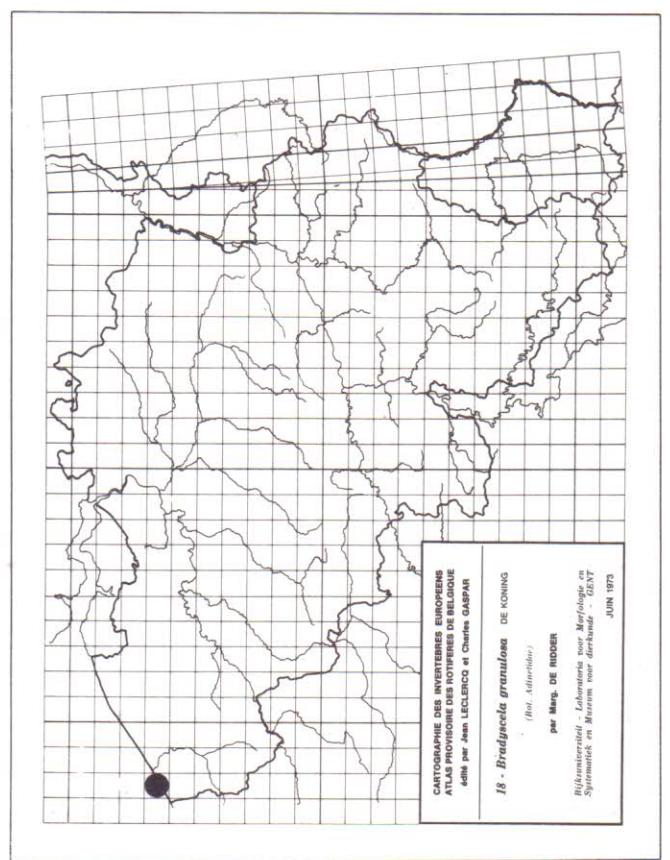 CARTOGRAPHIE DES INVERTEBRES EUROPEENS
ATLAS PROVISOIRE DES ROTIFERES DE BELGIQUE
édité par Jean LECLERCQ et Charles GASPAR
18 - Bradyscela granulosa DE KONING
(Rot. Adinetidae)
par Marg. DE RIDDER
Rijksuniversiteit - Laboratoria voor Morfologie en
Systematiek en Museum voor dierkunde - GENT
JUIN 1973